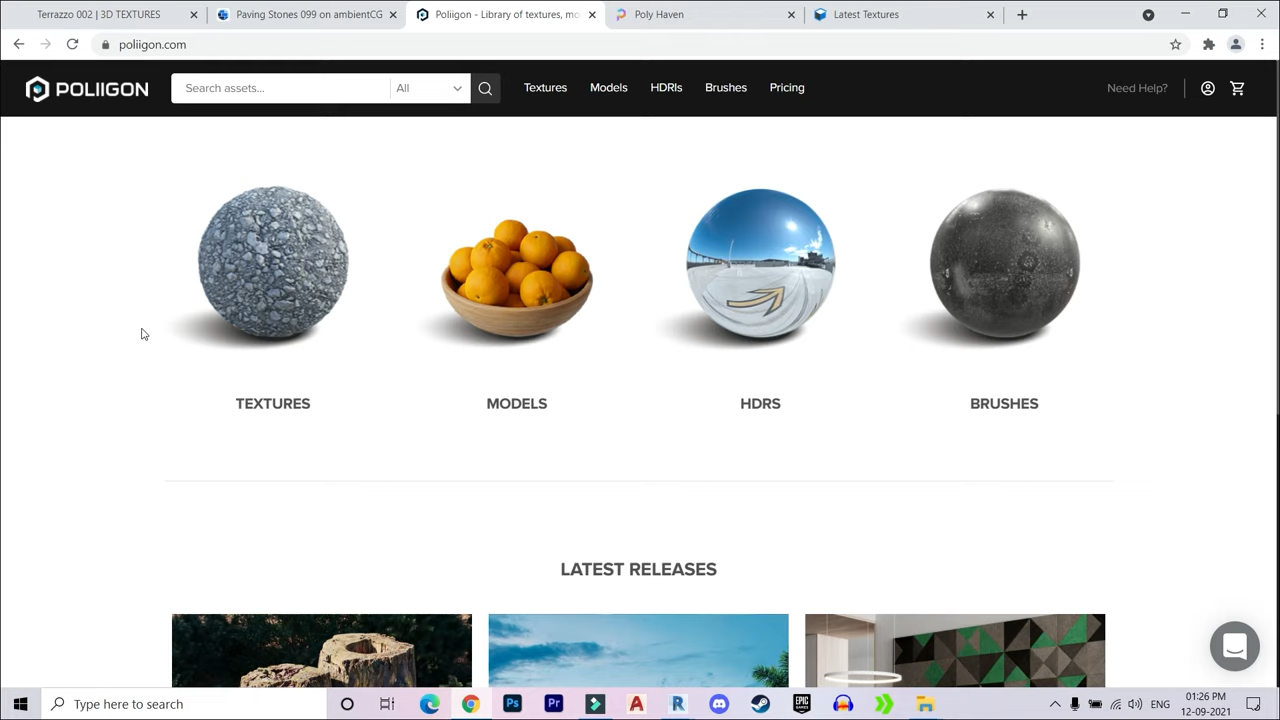 Terrazzo 002 | 3D TEXTURES
Paving Stones 099 on ambientCG
Poliigon - Library of textures, mo
Poly Haven
Latest Textures
poliigon.com
POLIIGON
Search assets...
All
Textures
Models
HDRIs
Brushes
Pricing
Need Help?
TEXTURES
MODELS
HDRS
BRUSHES
LATEST RELEASES
Type here to search
ENG
01:26 PM
12-09-2021